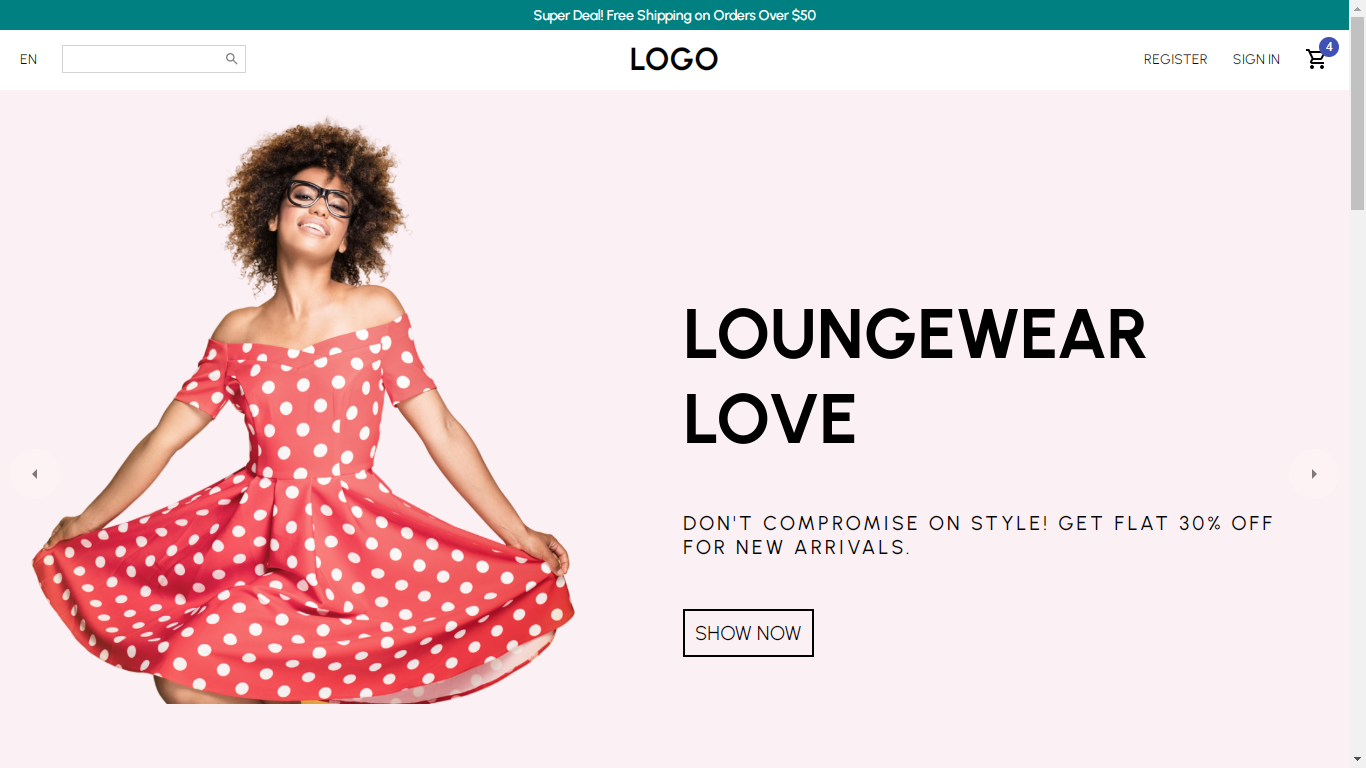 Super Deal! Free Shipping on Orders Over $50
EN
LOGO
REGISTER
SIGN IN
4
LOUNGEWEAR
LOVE
DON'T COMPROMISE ON STYLE! GET FLAT 30% OFF
FOR NEW ARRIVALS.
SHOW NOW